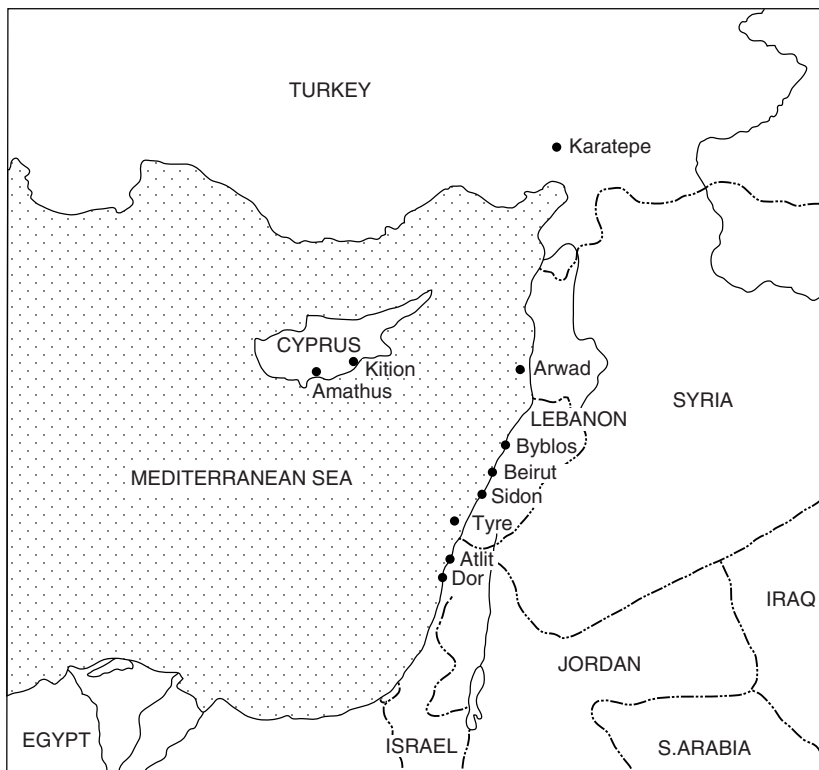 TURKEY
Karatepe
CYPRUS
Kition
Amathus
Arwad
SYRIA
LEBANON
Byblos
MEDITERRANEAN SEA
Beirut
Sidon
Tyre
Atlit
Dor
IRAQ
JORDAN
EGYPT
ISRAEL
S.ARABIA